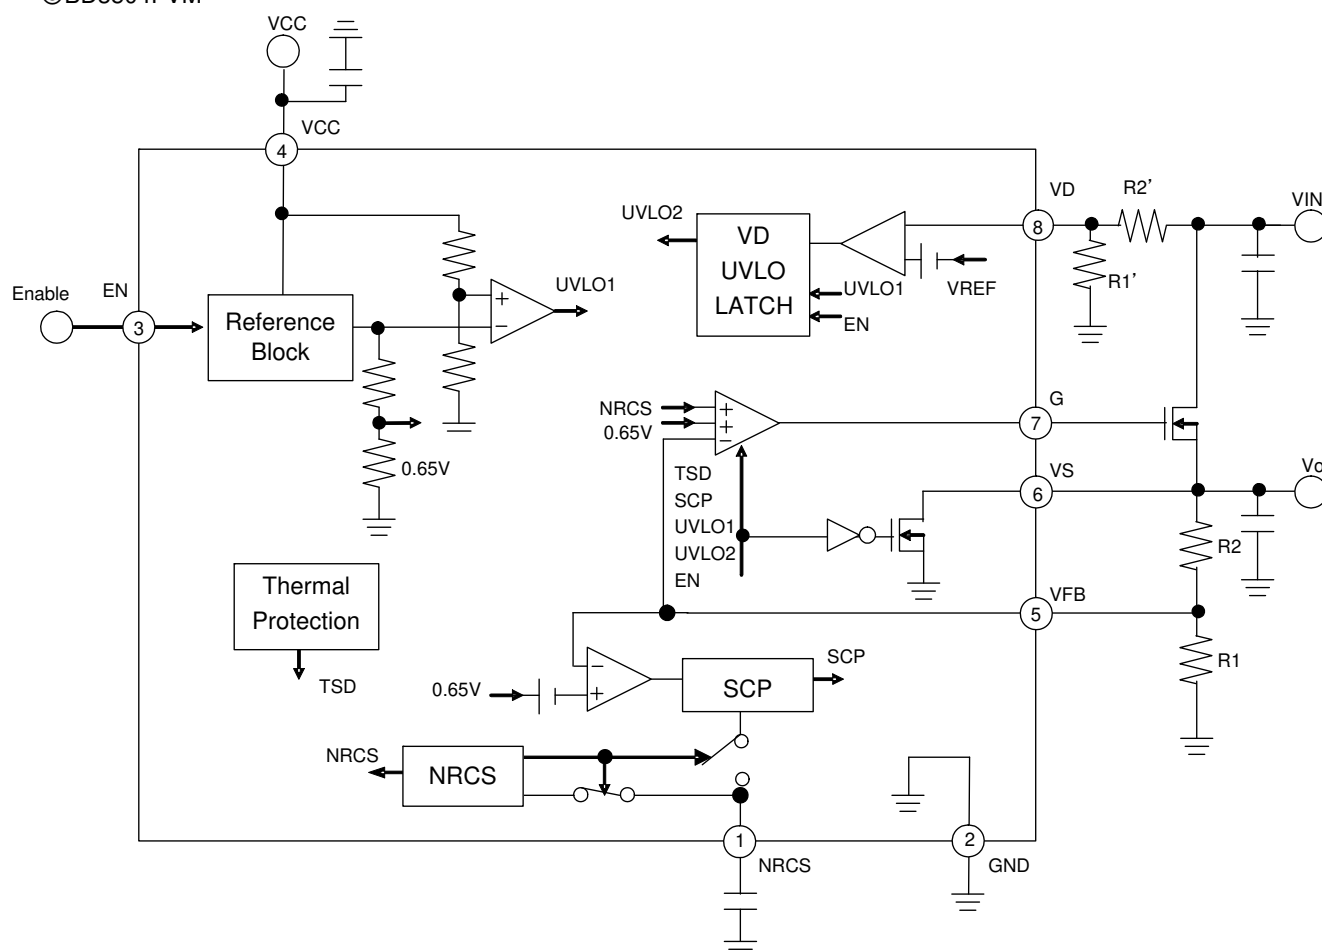 VCC
VCC
4
VD
R2'
VIN
UVLO2
VD
UVLO
LATCH
8
R1'
VREF
UVLO1
EN
Enable
EN
3
Reference
Block
+
−
UVLO1
0.65V
NRCS
0.65V
+
+
−
G
7
TSD
SCP
UVLO1
UVLO2
EN
VS
6
Vo
R2
VFB
5
R1
Thermal
Protection
TSD
0.65V
−
+
SCP
SCP
NRCS
NRCS
1
NRCS
2
GND